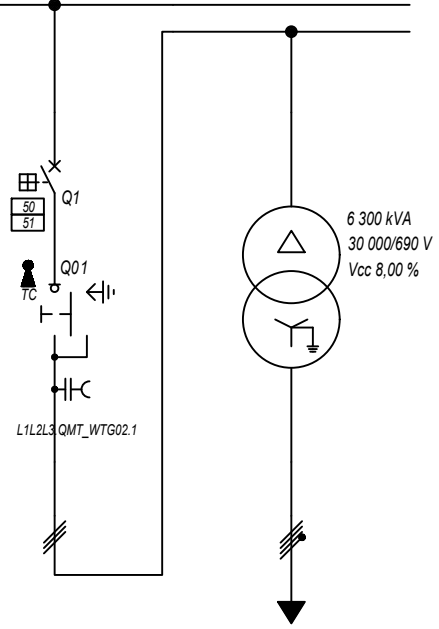 Q1
50
51
Q01
TC
L1L2L3.QMT_WTG02.1
6 300 kVA
30 000/690 V
Vcc 8,00 %